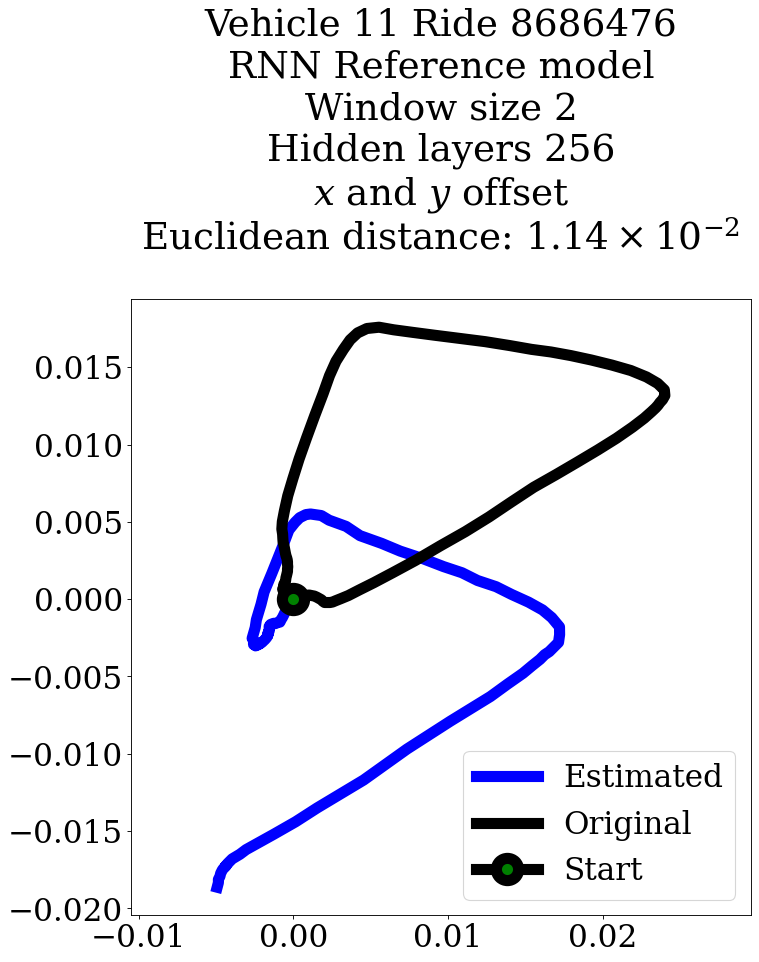 Vehicle 11 Ride 8686476
RNN Reference model
Window size 2
Hidden layers 256
x and y offset
Euclidean distance: 1.14 × 10⁻²
0.015
0.010
0.005
0.000
−0.005
−0.010
−0.015
−0.020
−0.01 0.00 0.01 0.02
Estimated
Original
Start